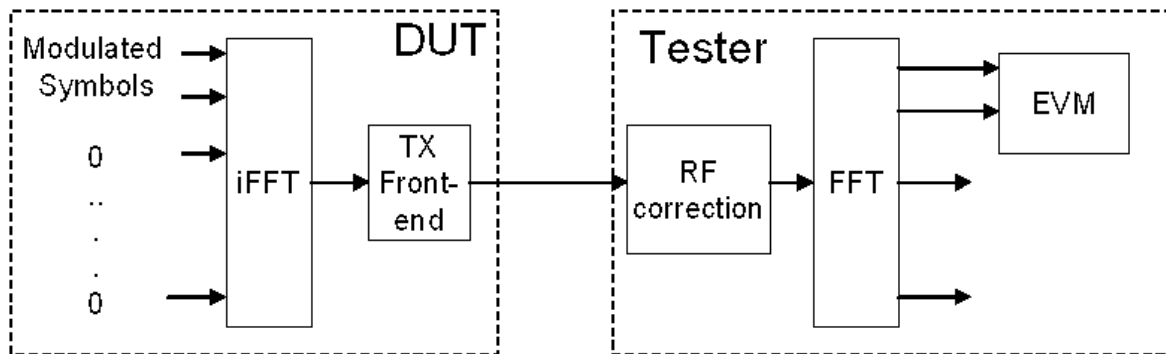 DUT
Modulated
Symbols
0
..
.
.
0
iFFT
TX
Front-
end
Tester
RF
correction
FFT
EVM